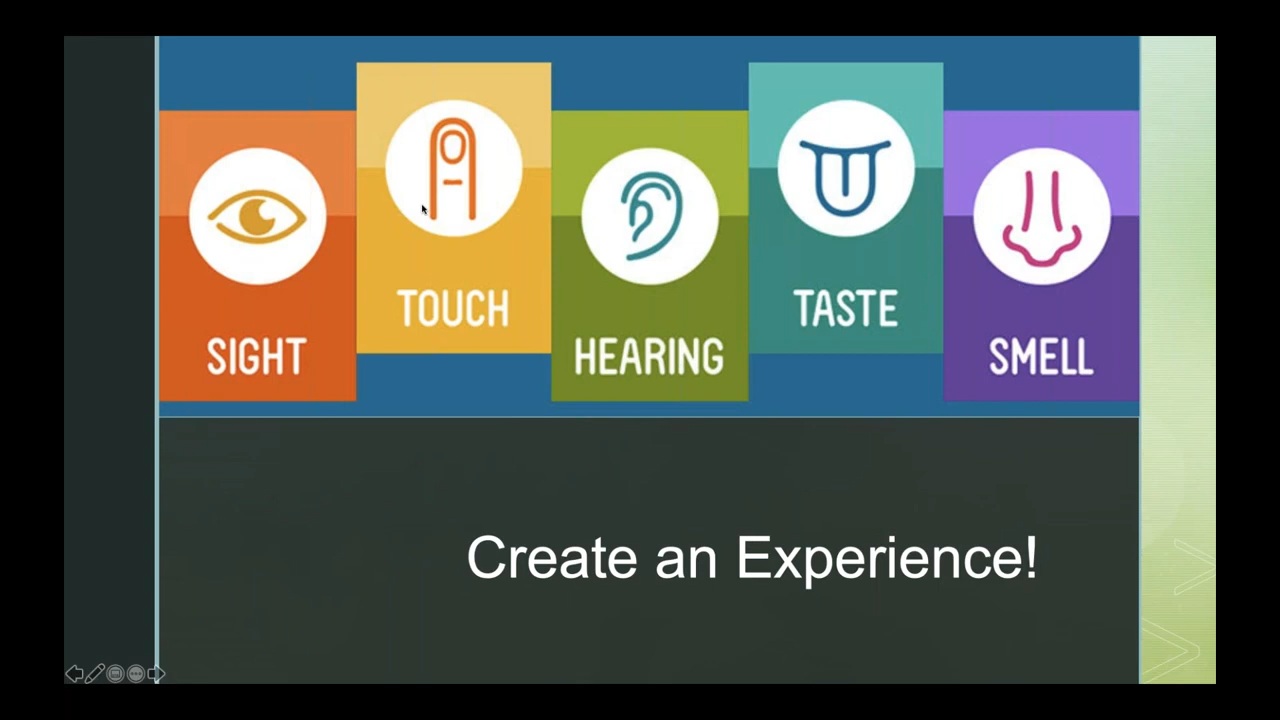 SIGHT
TOUCH
HEARING
TASTE
SMELL
Create an Experience!